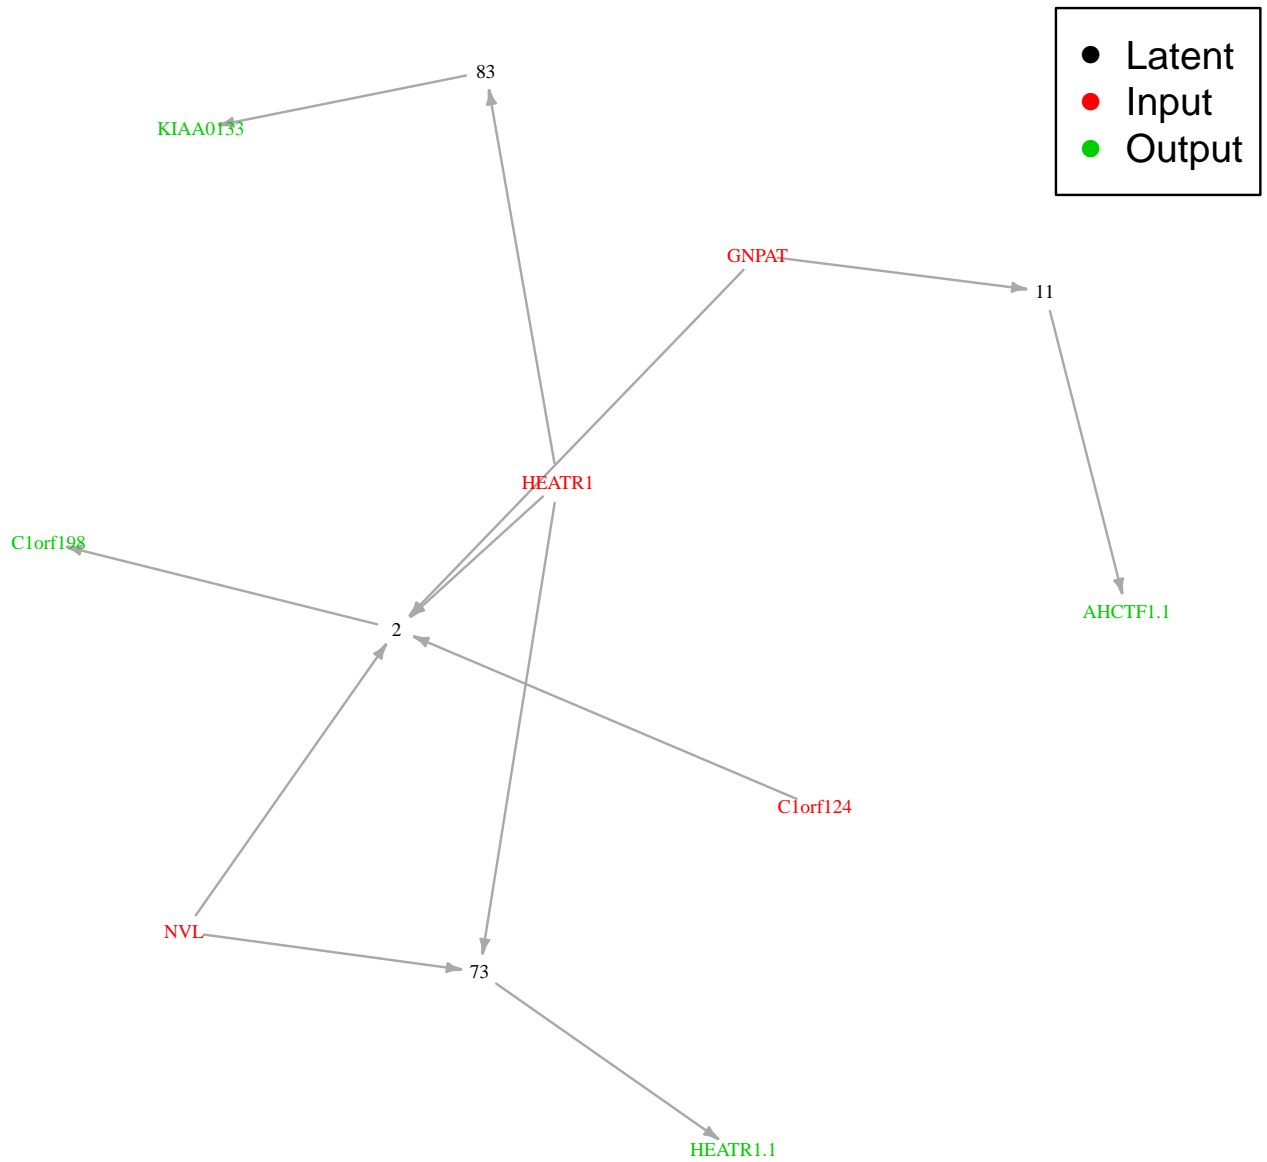 Latent
Input
Output
83
KIAA0133
GNPAT
11
HEATR1
C1orf198
AHCTF1.1
2
C1orf124
NVL
73
HEATR1.1